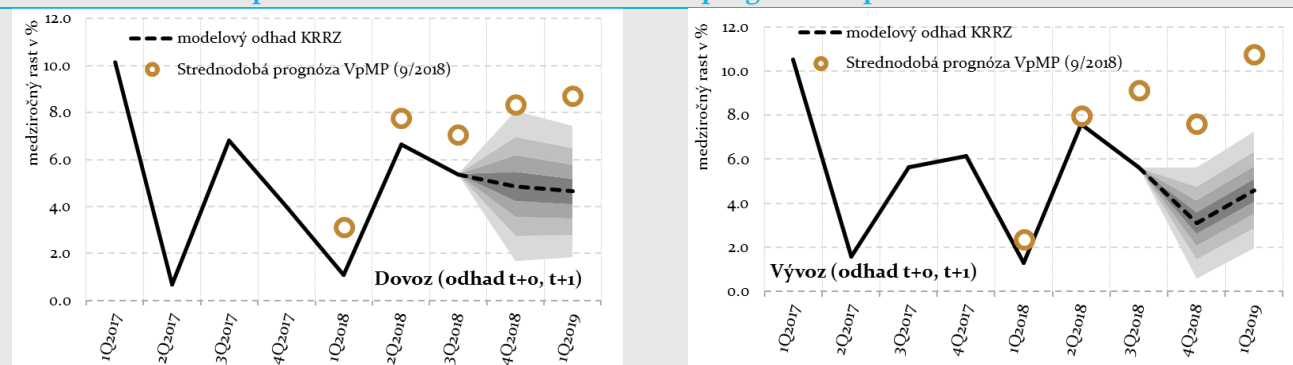 12.0
10.0
8.0
6.0
4.0
2.0
0.0
medziročný rast v %
modelový odhad KRRZ
Strednodobá prognóza VpMP (9/2018)
Dovoz (odhad t+0, t+1)
1Q2017
2Q2017
3Q2017
4Q2017
1Q2018
2Q2018
3Q2018
4Q2018
1Q2019
12.0
10.0
8.0
6.0
4.0
2.0
0.0
medziročný rast v %
modelový odhad KRRZ
Strednodobá prognóza VpMP (9/2018)
Vývoz (odhad t+0, t+1)
1Q2017
2Q2017
3Q2017
4Q2017
1Q2018
2Q2018
3Q2018
4Q2018
1Q2019